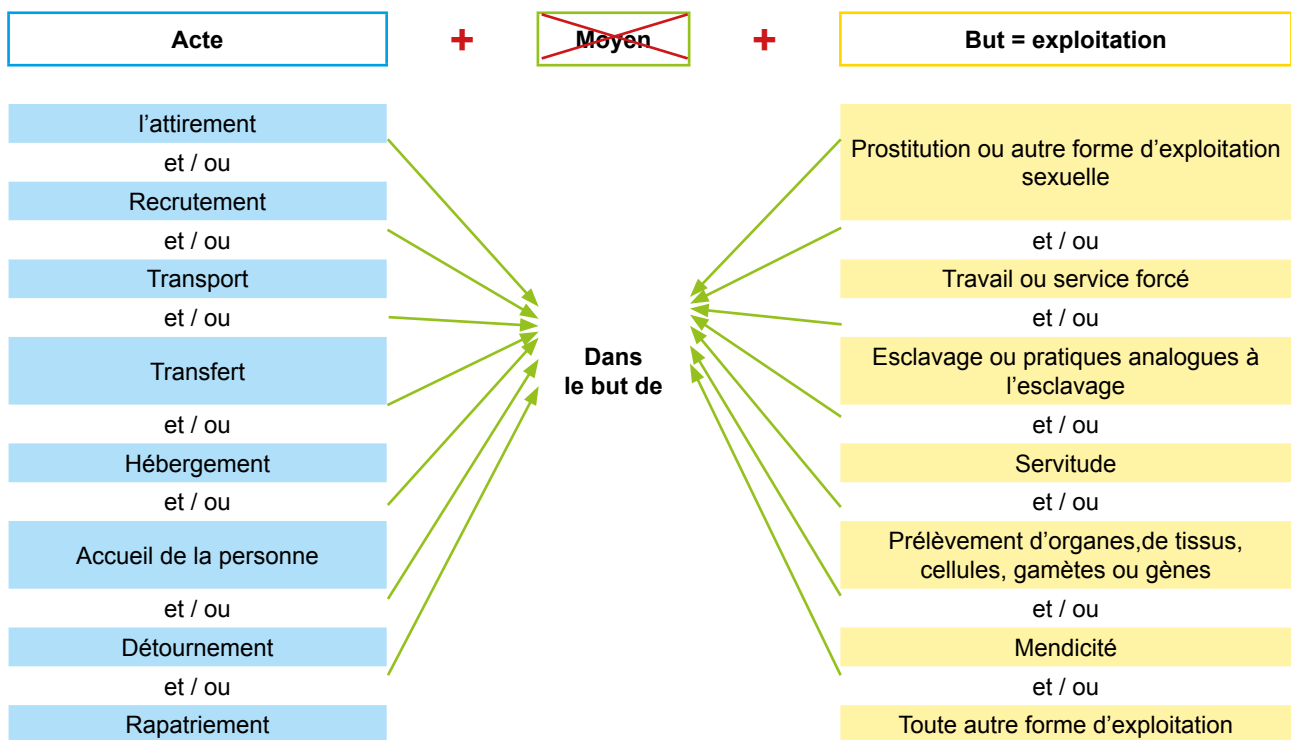 Acte + Moyen + But = exploitation
l'attirement
et / ou
Recrutement
et / ou
Transport
et / ou
Transfert
et / ou
Hébergement
et / ou
Accueil de la personne
et / ou
Détournement
et / ou
Rapatriement
Dans
le but de
Prostitution ou autre forme d'exploitation
sexuelle
et / ou
Travail ou service forcé
et / ou
Esclavage ou pratiques analogues à
l'esclavage
et / ou
Servitude
et / ou
Prélèvement d'organes,de tissus,
cellules, gamètes ou gènes
et / ou
Mendicité
et / ou
Toute autre forme d'exploitation